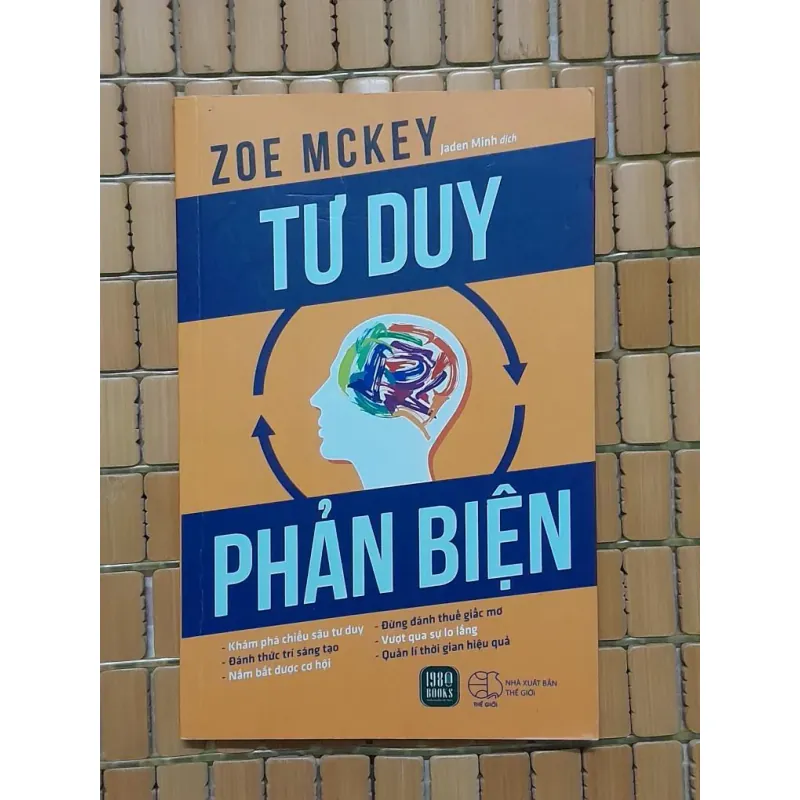 ZOE MCKEY
Jaden Minh dịch
TƯ DUY
PHẢN BIỆN
- Khám phá chiều sâu tư duy
- Đánh thức trí sáng tạo
- Nắm bắt được cơ hội
- Đừng đánh thuế giấc mơ
- Vượt qua sự lo lắng
- Quản lí thời gian hiệu quả
1980
BOOKS
THẾ GIỚI
NHÀ XUẤT BẢN
THẾ GIỚI